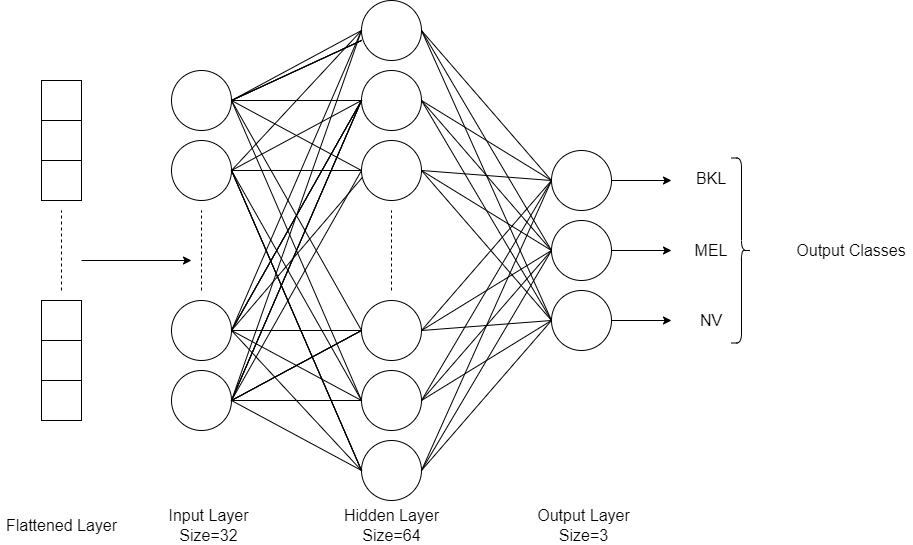 BKL
MEL
NV
Output Classes
Flattened Layer
Input Layer
Size=32
Hidden Layer
Size=64
Output Layer
Size=3